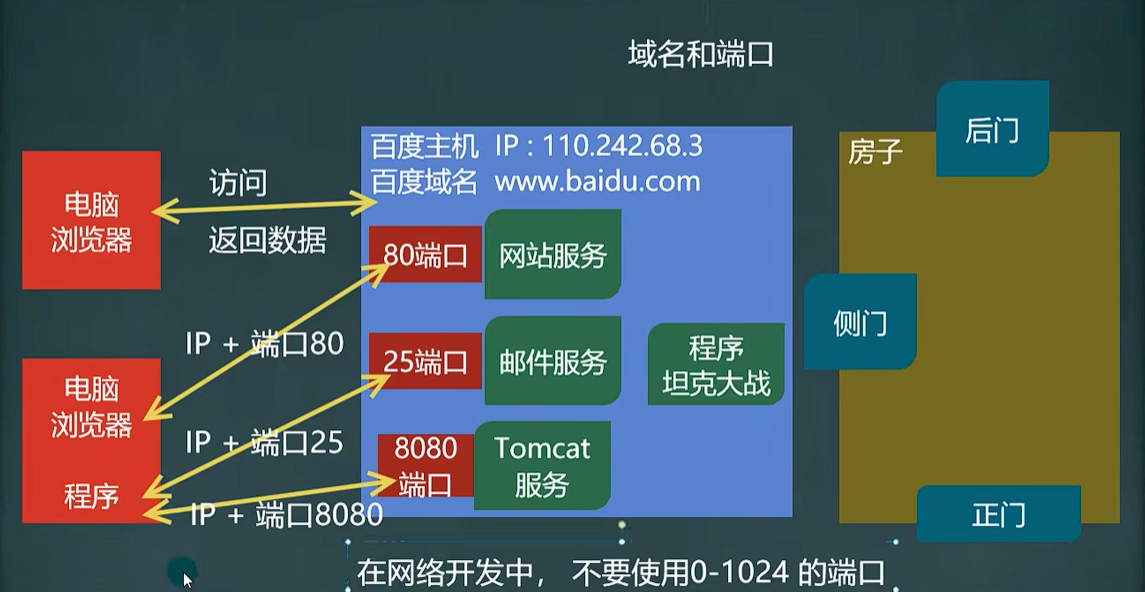 域名和端口
百度主机 IP : 110.242.68.3
百度域名 www.baidu.com
电脑
浏览器
访问
返回数据
80端口
网站服务
IP + 端口80
25端口
邮件服务
程序
坦克大战
电脑
浏览器
程序
IP + 端口25
8080
端口
Tomcat
服务
IP + 端口8080
房子
后门
侧门
正门
在网络开发中， 不要使用0-1024 的端口